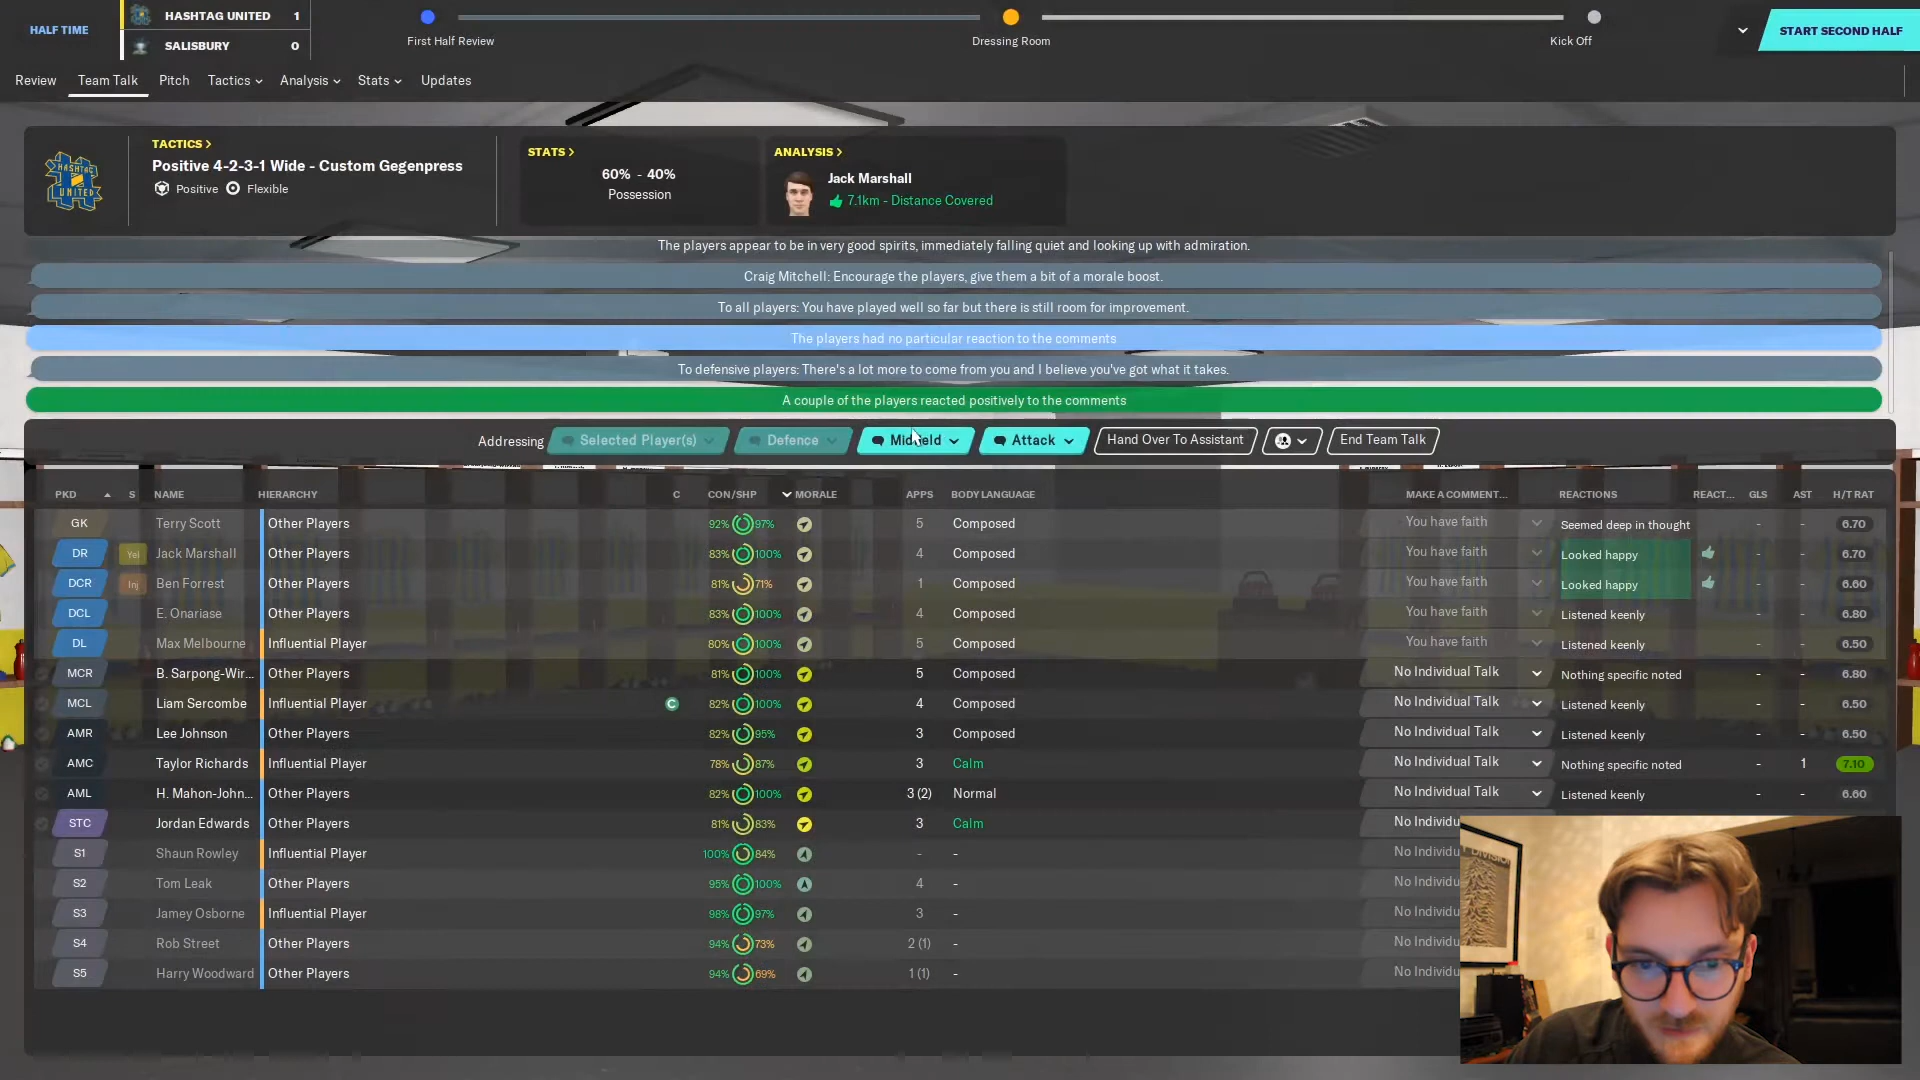 HALF TIME
HASHTAG UNITED 1
SALISBURY 0
First Half Review
Dressing Room
Kick Off
START SECOND HALF
Review Team Talk Pitch Tactics Analysis Stats Updates
HASHTAG UNITED
TACTICS >
Positive 4-2-3-1 Wide - Custom Gegenpress
Positive Flexible
STATS >
60% - 40%
Possession
ANALYSIS >
Jack Marshall
7.1km - Distance Covered
The players appear to be in very good spirits, immediately falling quiet and looking up with admiration.
Craig Mitchell: Encourage the players, give them a bit of a morale boost.
To all players: You have played well so far but there is still room for improvement.
The players had no particular reaction to the comments
To defensive players: There's a lot more to come from you and I believe you've got what it takes.
A couple of the players reacted positively to the comments
Addressing Selected Player(s) Defence Midfield Attack Hand Over To Assistant End Team Talk
PKD S NAME HIERARCHY C CON/SHP MORALE APPS BODY LANGUAGE MAKE A COMMENT... REACTIONS REACT... GLS AST H/T RAT
GK Terry Scott Other Players 92% 97% 5 Composed You have faith Seemed deep in thought - - 6.70
DR Yel Jack Marshall Other Players 83% 100% 4 Composed You have faith Looked happy - - 6.70
DCR Inj Ben Forrest Other Players 81% 71% 1 Composed You have faith Looked happy - - 6.60
DCL E. Onariase Other Players 83% 100% 4 Composed You have faith Listened keenly - - 6.80
DL Max Melbourne Influential Player 80% 100% 5 Composed You have faith Listened keenly - - 6.50
MCR B. Sarpong-Wir... Other Players 81% 100% 5 Composed No Individual Talk Nothing specific noted - - 6.80
MCL Liam Sercombe Influential Player C 82% 100% 4 Composed No Individual Talk Listened keenly - - 6.50
AMR Lee Johnson Other Players 82% 95% 3 Composed No Individual Talk Listened keenly - - 6.50
AMC Taylor Richards Influential Player 78% 87% 3 Calm No Individual Talk Nothing specific noted - 1 7.10
AML H. Mahon-John... Other Players 82% 100% 3 (2) Normal No Individual Talk Listened keenly - - 6.60
STC Jordan Edwards Other Players 81% 83% 3 Calm No Individu
S1 Shaun Rowley Influential Player 100% 84% - - No Individu
S2 Tom Leak Other Players 95% 100% 4 - No Individu
S3 Jamey Osborne Influential Player 98% 97% 3 - No Individu
S4 Rob Street Other Players 94% 73% 2 (1) - No Individu
S5 Harry Woodward Other Players 94% 69% 1 (1) - No Individu